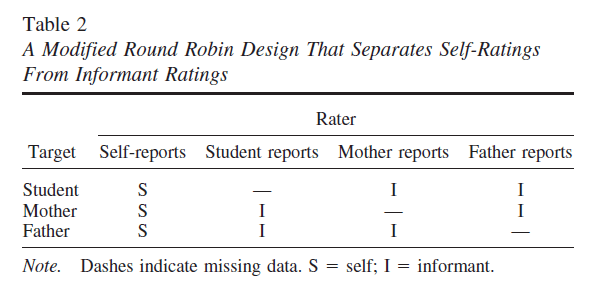 Table 2
A Modified Round Robin Design That Separates Self-Ratings
From Informant Ratings
Rater
Target Self-reports Student reports Mother reports Father reports
Student S — I I
Mother S I — I
Father S I I —
Note. Dashes indicate missing data. S = self; I = informant.